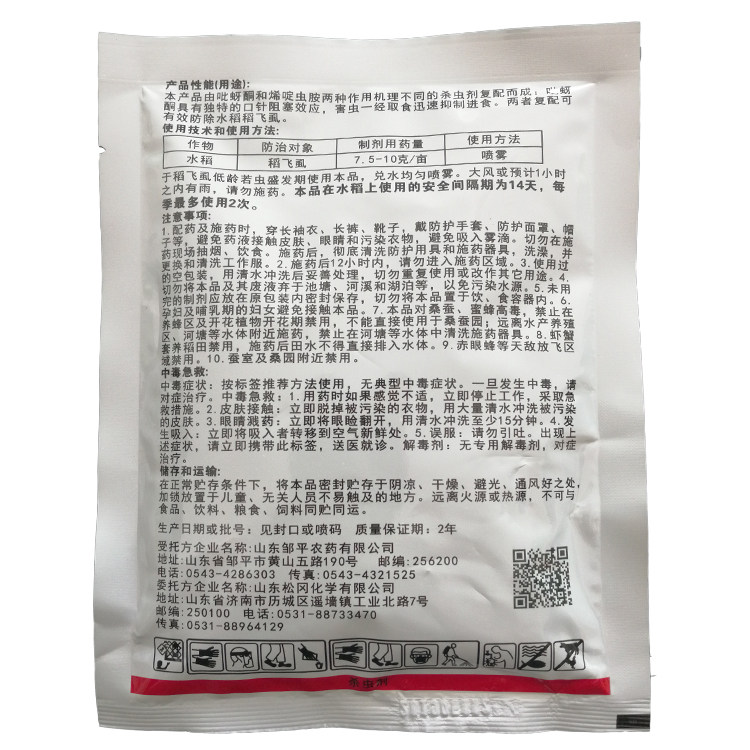 产品性能(用途):
本产品由吡蚜酮和烯啶虫胺两种作用机理不同的杀虫剂复配而成,吡蚜
酮具有独特的口针阻塞效应,害虫一经取食迅速抑制进食。两者复配可
有效防除水稻稻飞虱。
使用技术和使用方法:
作物 防治对象 制剂用药量 使用方法
水稻 稻飞虱 7.5-10克/亩 喷雾
于稻飞虱低龄若虫盛发期使用本品,兑水均匀喷雾。大风或预计1小时
之内有雨,请勿施药。本品在水稻上使用的安全间隔期为14天,每
季最多使用2次。
注意事项:
1.配药及施药时,穿长袖衣、长裤、靴子,戴防护手套、防护面罩、帽
子等,避免药液接触皮肤、眼睛和污染衣物,避免吸入雾滴。切勿在施
药现场抽烟、饮食。施药后,彻底清洗防护用具和施药器具,洗澡,并
更换和清洗工作服。2.施药后12小时内,请勿进入施药区域。3.使用过
的空包装,用清水冲洗后妥善处理,切勿重复使用或改作其它用途。4.
切勿将本品及其废液弃于池塘、河溪和湖泊等,以免污染水源。5.未用
完的制剂应放在原包装内密封保存,切勿将本品置于饮、食容器内。6.
孕妇及哺乳期的妇女避免接触本品。7.本品对桑蚕、蜜蜂高毒,禁止在
养蜂区及开花植物开花期禁用,不能直接使用于桑蚕园;远离水产养殖
区、河塘等水体附近施药,禁止在河塘等水体中清洗施药器具。8.虾蟹
套养稻田禁用,施药后田水不得直接排入水体。9.赤眼蜂等天敌放飞区
域禁用。10.蚕室及桑园附近禁用。
中毒急救:
中毒症状:按标签推荐方法使用,无典型中毒症状。一旦发生中毒,请
对症治疗。中毒急救:1.用药时如果感觉不适,立即停止工作,采取急
救措施。2.皮肤接触:立即脱掉被污染的衣物,用大量清水冲洗被污染
的皮肤。3.眼睛溅药:立即将眼睑翻开,用清水冲洗至少15分钟。4.发
生吸入:立即将吸入者转移到空气新鲜处。5.误服:请勿引吐。出现上
述症状,请立即携带此标签,送医就诊。解毒剂:无专用解毒剂,对症
治疗。
储存和运输:
在正常贮存条件下,将本品密封贮存于阴凉、干燥、避光、通风好之处,
加锁放置于儿童、无关人员不易触及的地方。远离火源或热源,不可与
食品、饮料、粮食、饲料同贮同运。
生产日期或批号:见封口或喷码 质量保证期:2年
受托方企业名称:山东邹平农药有限公司
地址:山东省邹平市黄山五路190号 邮编:256200
电话:0543-4286303 传真:0543-4321525
委托方企业名称:山东松冈化学有限公司
地址:山东省济南市历城区遥墙镇工业北路7号
邮编:250100 电话:0531-88733470
传真:0531-88964129
杀虫剂